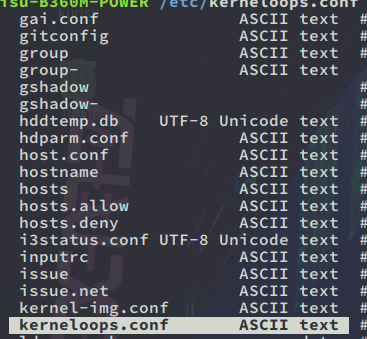 isu-B360M-POWER /etc/kerneloops.conf
gai.conf ASCII text #
gitconfig ASCII text #
group ASCII text #
group- ASCII text
gshadow #
gshadow- #
hddtemp.db UTF-8 Unicode text #
hdparm.conf ASCII text #
host.conf ASCII text #
hostname ASCII text #
hosts ASCII text #
hosts.allow ASCII text #
hosts.deny ASCII text #
i3status.conf UTF-8 Unicode text #
inputrc ASCII text #
issue ASCII text #
issue.net ASCII text #
kernel-img.conf ASCII text #
kerneloops.conf ASCII text #